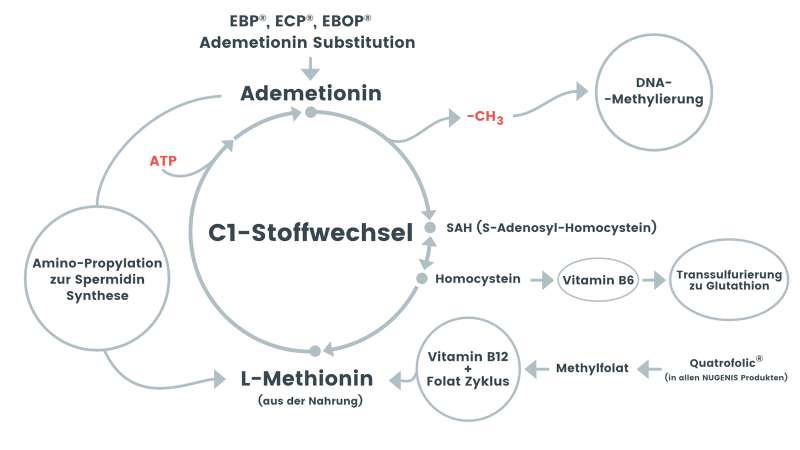 EBP®, ECP®, EBOP®
Ademetionin Substitution
Ademetionin
-CH3
DNA-
-Methylierung
ATP
C1-Stoffwechsel
SAH (S-Adenosyl-Homocystein)
Amino-Propylation
zur Spermidin
Synthese
Homocystein
Vitamin B6
Transsulfurierung
zu Glutathion
L-Methionin
(aus der Nahrung)
Vitamin B12
+
Folat Zyklus
Methylfolat
Quatrofolic®
(in allen NUGENIS Produkten)